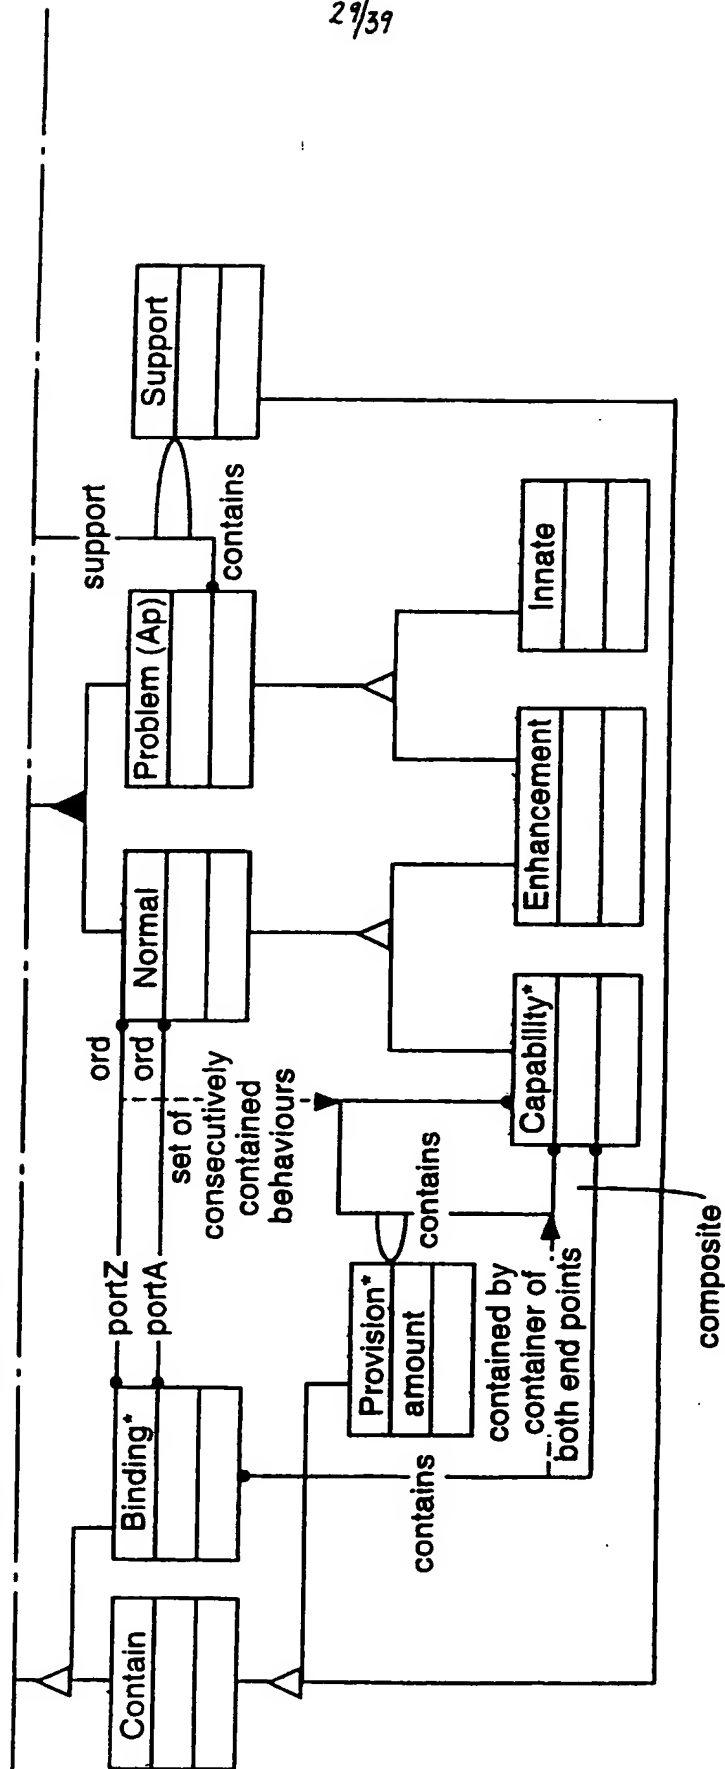 29/39
support
Support
contains
Problem (Ap)
Innate
Enhancement
Normal
ord
ord
set of
consecutively
contained
behaviours
Capability*
contains
composite
portZ
portA
Provision*
amount
contained by
container of
both end points
Binding*
contains
Contain